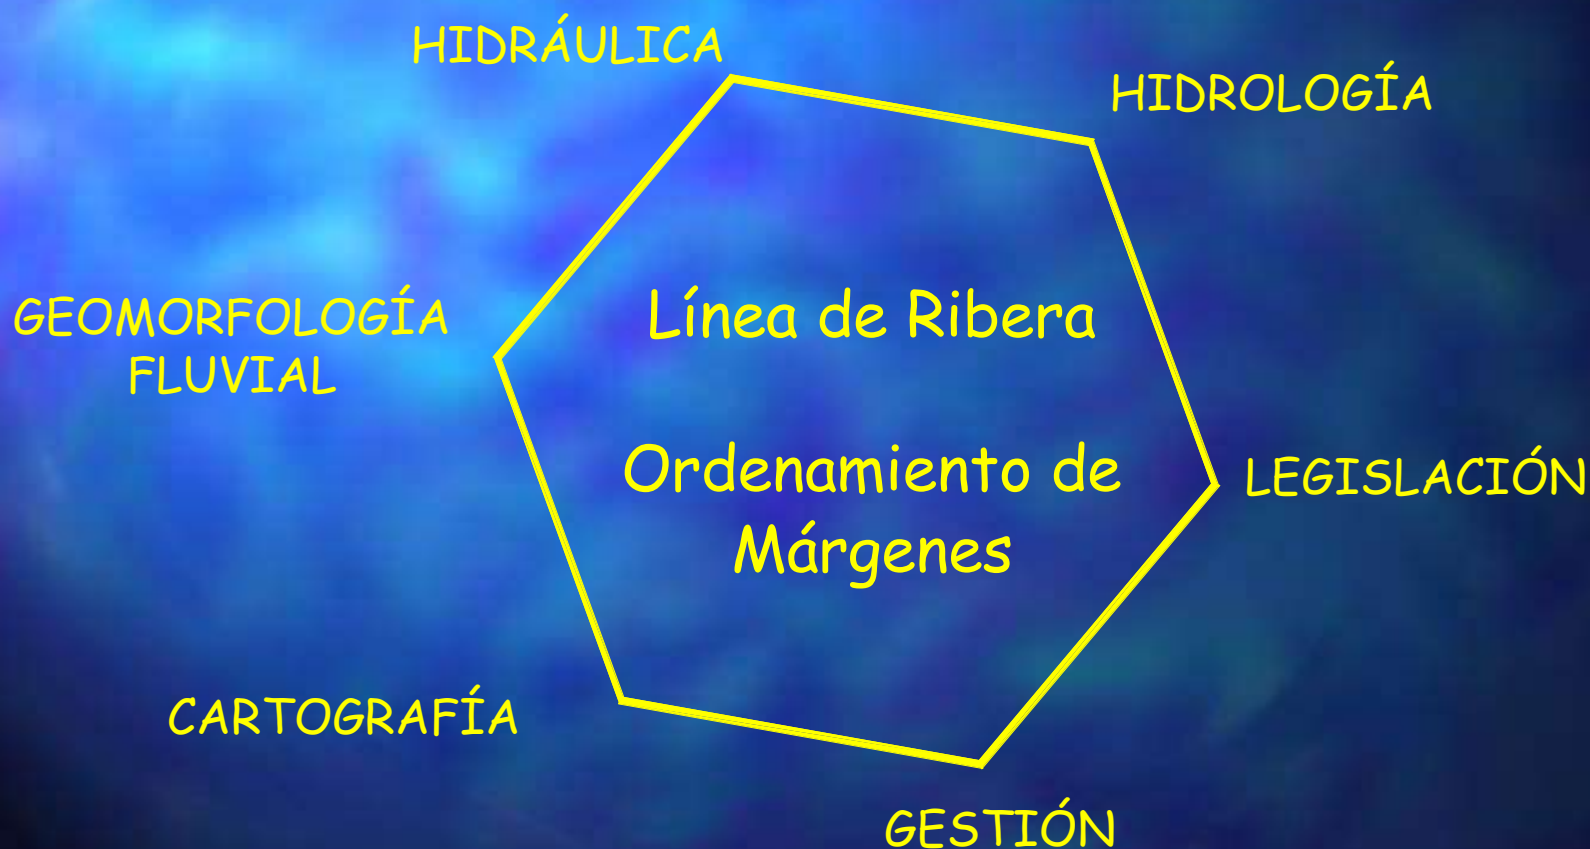 HIDRÁULICA
HIDROLOGÍA
GEOMORFOLOGÍA
FLUVIAL
Línea de Ribera
Ordenamiento de
Márgenes
LEGISLACIÓN
CARTOGRAFÍA
GESTIÓN